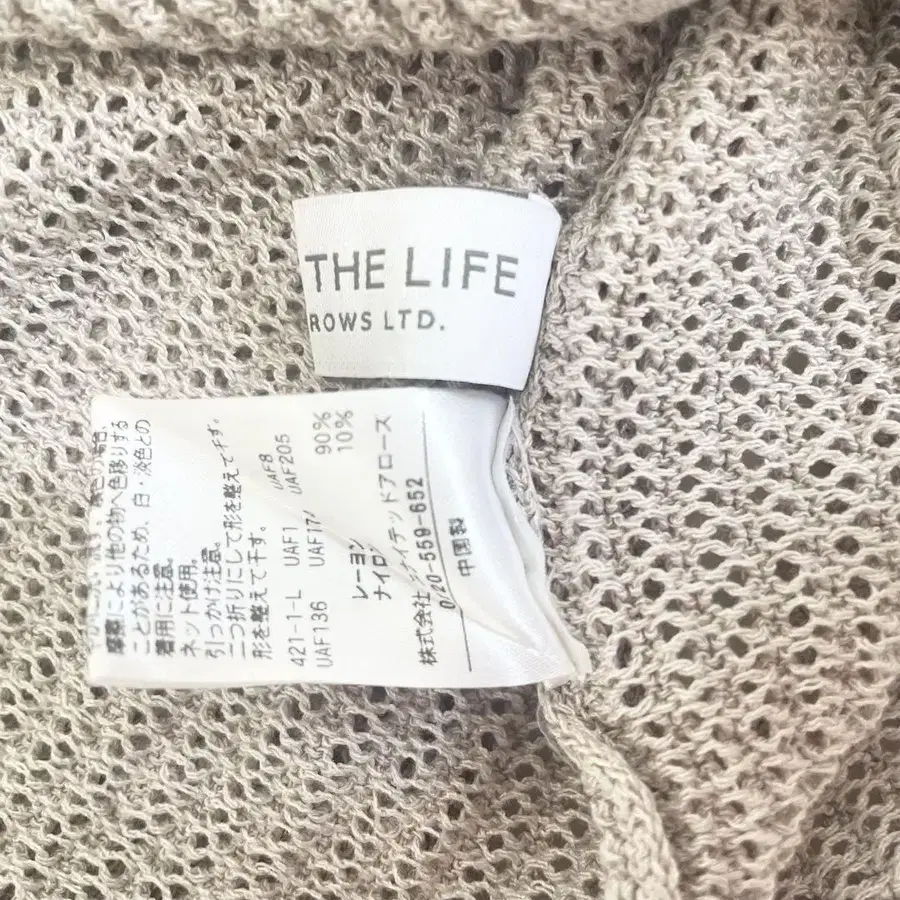 THE LIFE
ROWS LTD.
摩擦により他の物へ色移りする
ことがあるため、白・淡色との
着用に注意。
ネット使用。
引っかけ注意。
二つ折りにして形を整えて干す。
形を整えて干す。
421-1-L UAF1 UAF8
UAF136 UAF205
レーヨン 90%
10%
株式会社
559-652
中国製